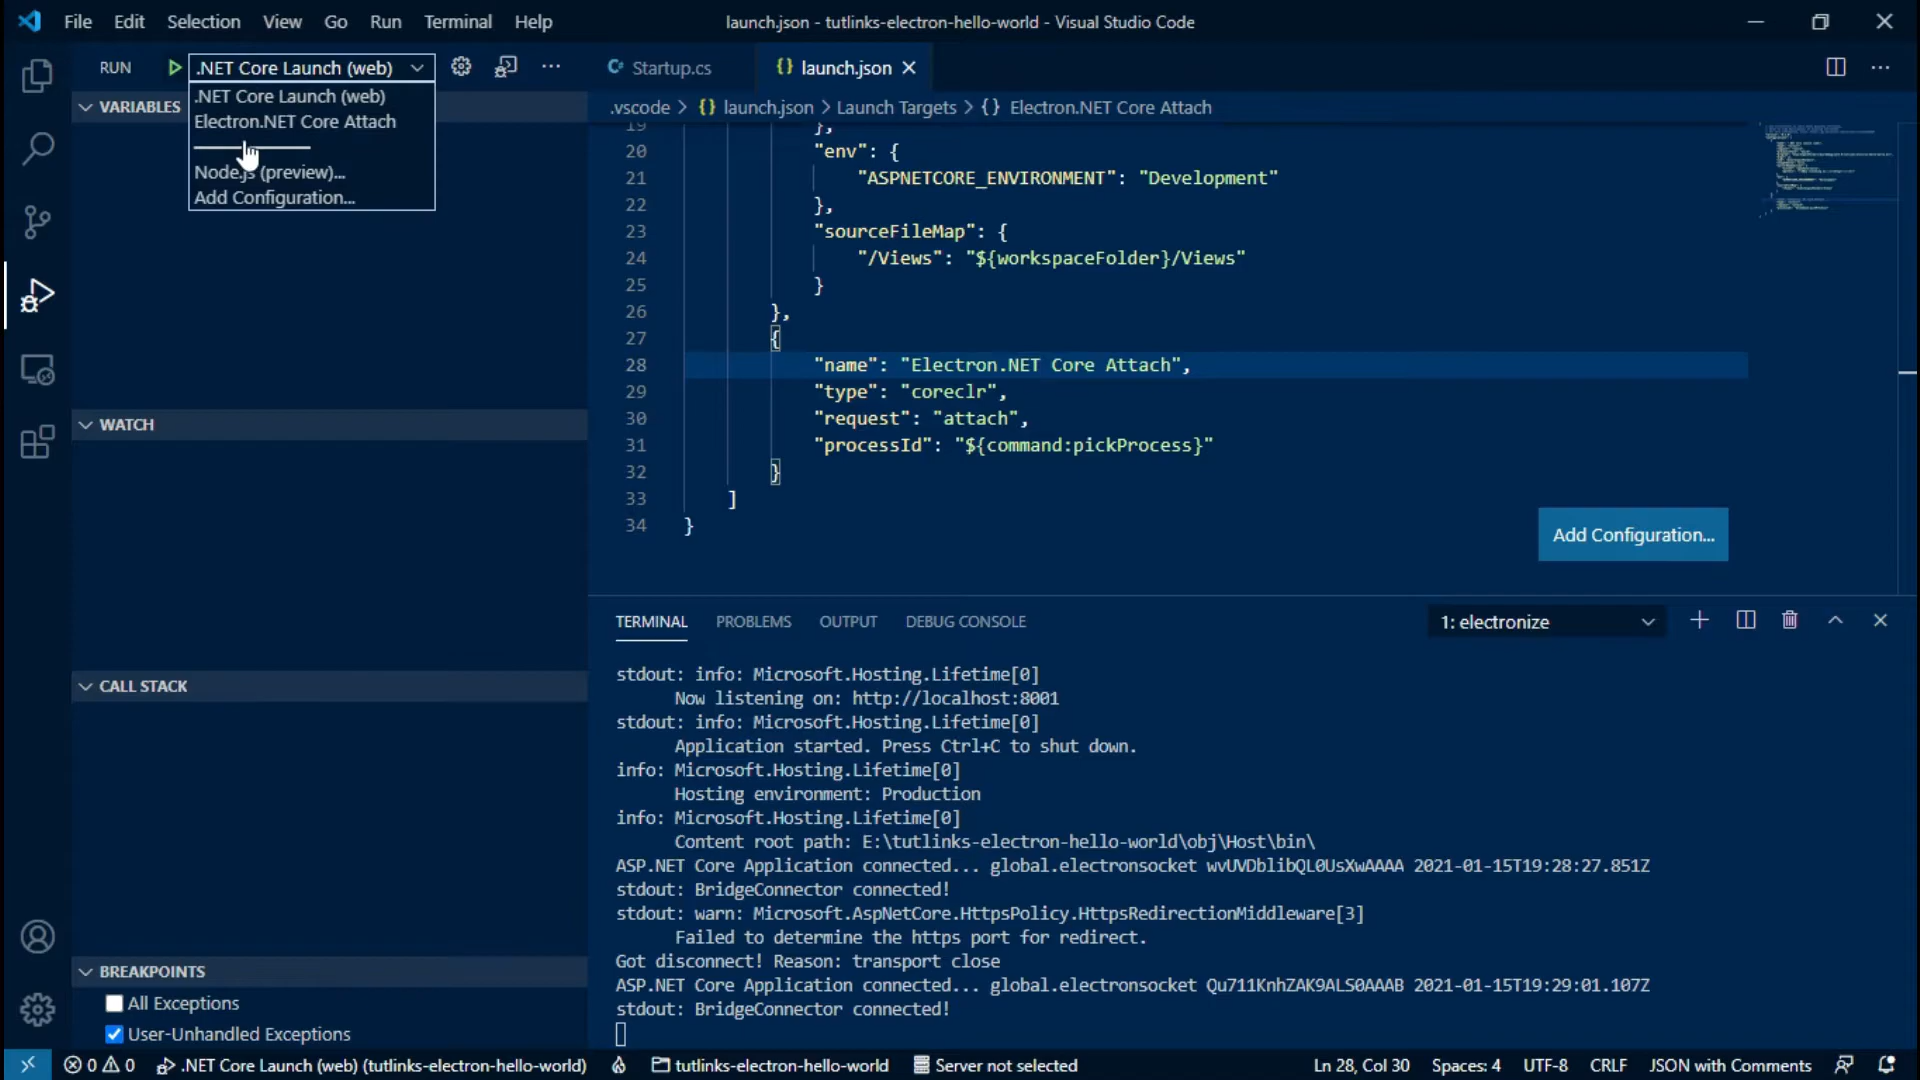 File Edit Selection View Go Run Terminal Help
launch.json - tutlinks-electron-hello-world - Visual Studio Code
RUN
.NET Core Launch (web)
.NET Core Launch (web)
Electron.NET Core Attach
Node.js (preview)...
Add Configuration...
VARIABLES
WATCH
CALL STACK
BREAKPOINTS
All Exceptions
User-Unhandled Exceptions
Startup.cs
{} launch.json
.vscode > {} launch.json > Launch Targets > {} Electron.NET Core Attach
19 },
20 "env": {
21 "ASPNETCORE_ENVIRONMENT": "Development"
22 },
23 "sourceFileMap": {
24 "/Views": "${workspaceFolder}/Views"
25 }
26 },
27 {
28 "name": "Electron.NET Core Attach",
29 "type": "coreclr",
30 "request": "attach",
31 "processId": "${command:pickProcess}"
32 }
33 ]
34 }
Add Configuration...
TERMINAL PROBLEMS OUTPUT DEBUG CONSOLE
1: electronize
stdout: info: Microsoft.Hosting.Lifetime[0]
Now listening on: http://localhost:8001
stdout: info: Microsoft.Hosting.Lifetime[0]
Application started. Press Ctrl+C to shut down.
info: Microsoft.Hosting.Lifetime[0]
Hosting environment: Production
info: Microsoft.Hosting.Lifetime[0]
Content root path: E:\tutlinks-electron-hello-world\obj\Host\bin\
ASP.NET Core Application connected... global.electronsocket wvUVDblibQL0UsXwAAAA 2021-01-15T19:28:27.851Z
stdout: BridgeConnector connected!
stdout: warn: Microsoft.AspNetCore.HttpsPolicy.HttpsRedirectionMiddleware[3]
Failed to determine the https port for redirect.
Got disconnect! Reason: transport close
ASP.NET Core Application connected... global.electronsocket Qu711KnhZAK9ALS0AAAB 2021-01-15T19:29:01.107Z
stdout: BridgeConnector connected!
0 0 .NET Core Launch (web) (tutlinks-electron-hello-world) tutlinks-electron-hello-world Server not selected Ln 28, Col 30 Spaces: 4 UTF-8 CRLF JSON with Comments